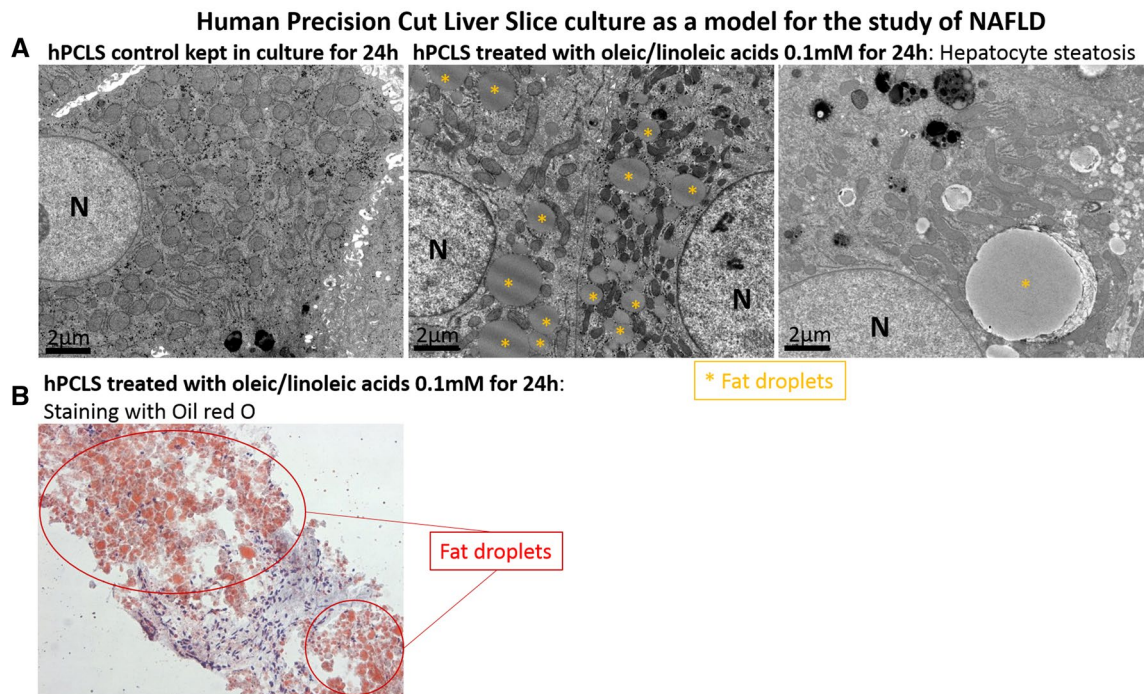 Human Precision Cut Liver Slice culture as a model for the study of NAFLD
A
hPCLS control kept in culture for 24h
hPCLS treated with oleic/linoleic acids 0.1mM for 24h: Hepatocyte steatosis
N
2µm
* * * * * * * * * * * * *
N
N
2µm
*
N
2µm
* Fat droplets
B
hPCLS treated with oleic/linoleic acids 0.1mM for 24h:
Staining with Oil red O
Fat droplets